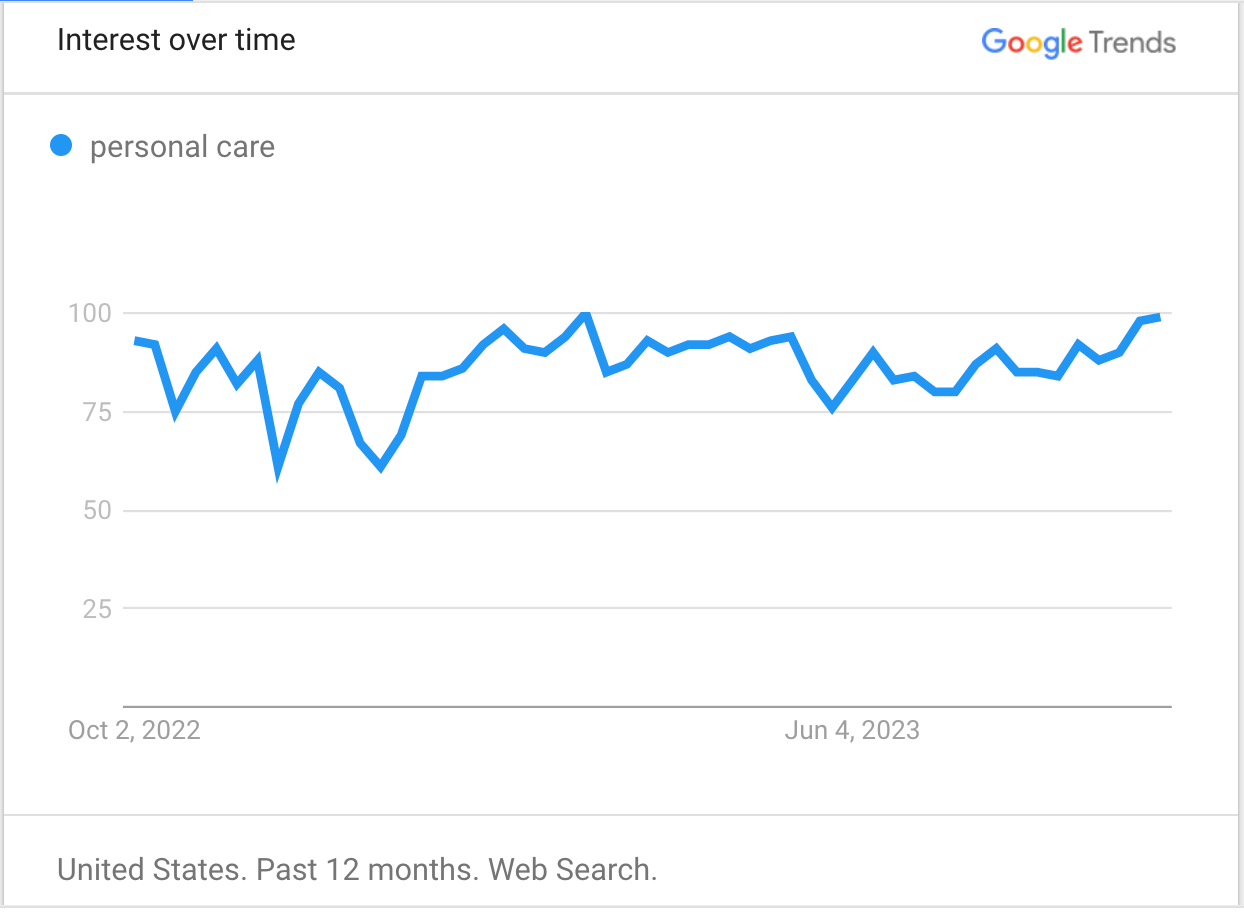 Interest over time
Google Trends
personal care
100
75
50
25
Oct 2, 2022
Jun 4, 2023
United States. Past 12 months. Web Search.